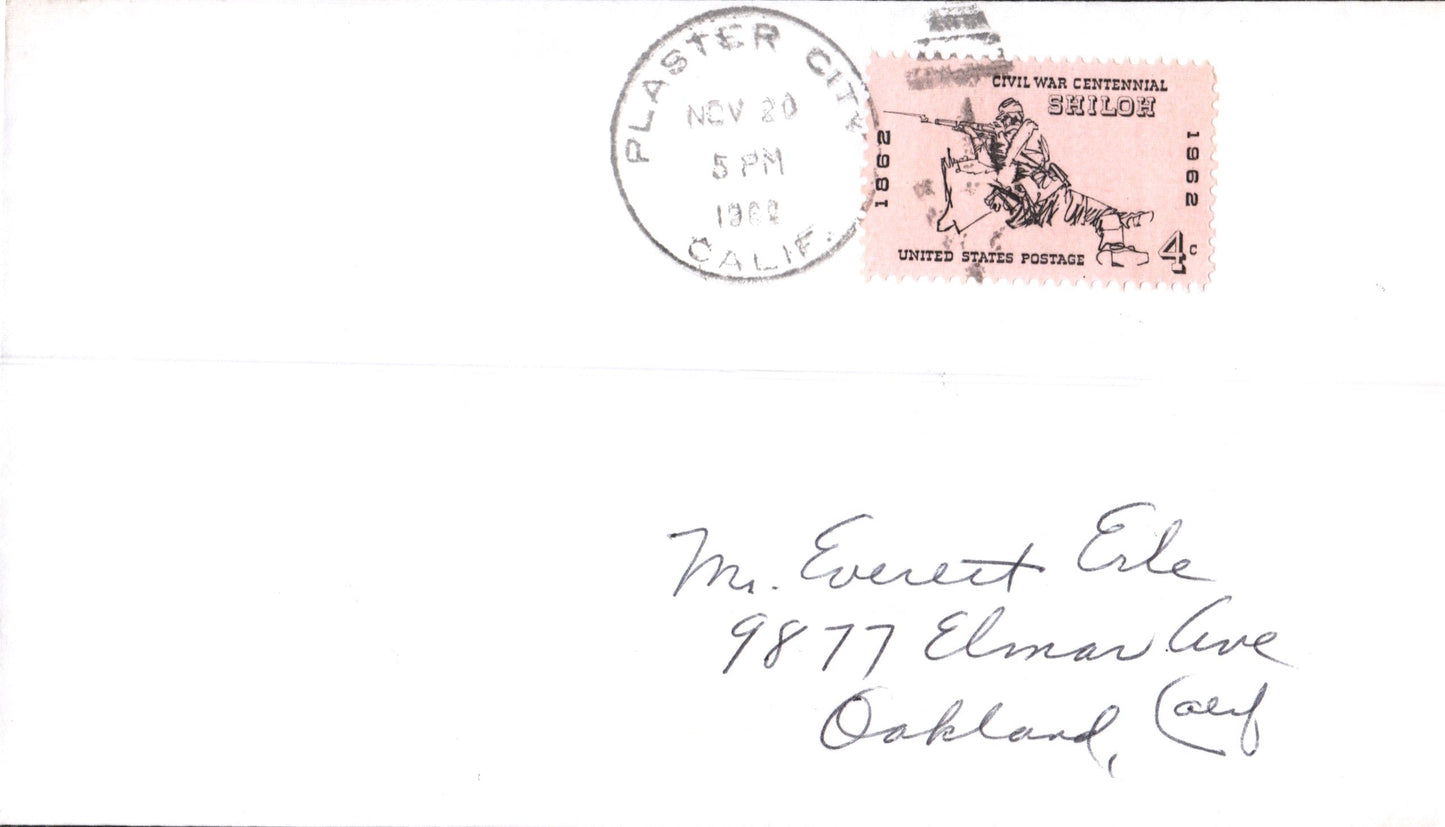 PLASTER CITY
NOV 20
5 PM
1962
CALIF.
CIVIL WAR CENTENNIAL
SHILOH
1862
1962
UNITED STATES POSTAGE
4c
Mr. Everett Erle
9877 Elmar Ave
Oakland, Calif